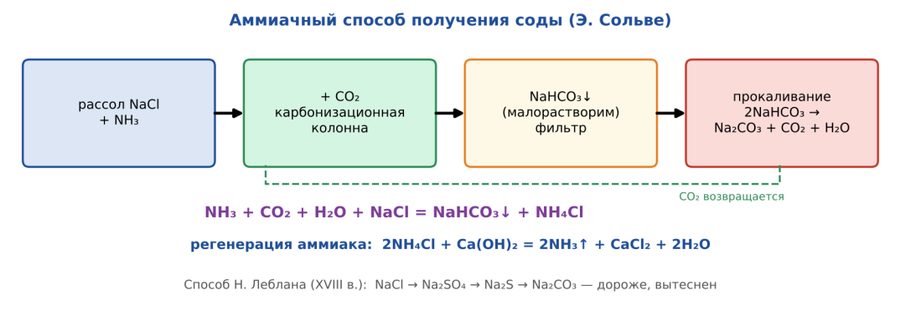 Аммиачный способ получения соды (Э. Сольве)
рассол NaCl
+ NH₃
+ CO₂
карбонизационная
колонна
NaHCO₃↓
(малорастворим)
фильтр
прокаливание
2NaHCO₃ →
Na₂CO₃ + CO₂ + H₂O
CO₂ возвращается
NH₃ + CO₂ + H₂O + NaCl = NaHCO₃↓ + NH₄Cl
регенерация аммиака: 2NH₄Cl + Ca(OH)₂ = 2NH₃↑ + CaCl₂ + 2H₂O
Способ Н. Леблана (XVIII в.): NaCl → Na₂SO₄ → Na₂S → Na₂CO₃ — дороже, вытеснен